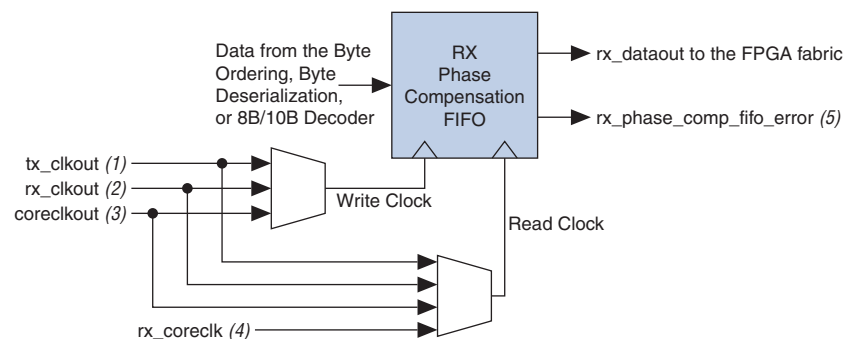 Data from the Byte
Ordering, Byte
Deserialization,
or 8B/10B Decoder
RX
Phase
Compensation
FIFO
rx_dataout to the FPGA fabric
rx_phase_comp_fifo_error (5)
tx_clkout (1)
rx_clkout (2)
coreclkout (3)
Write Clock
Read Clock
rx_coreclk (4)